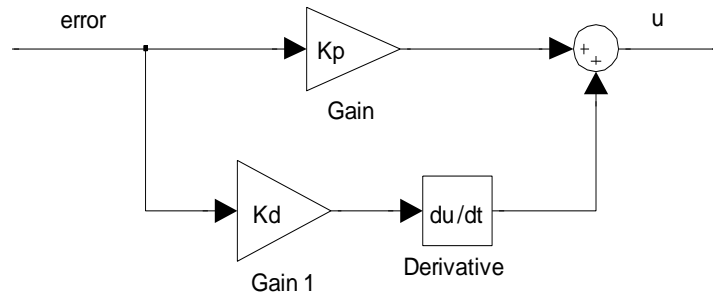 error
u
Kp
+
+
Gain
Kd
du/dt
Derivative
Gain 1